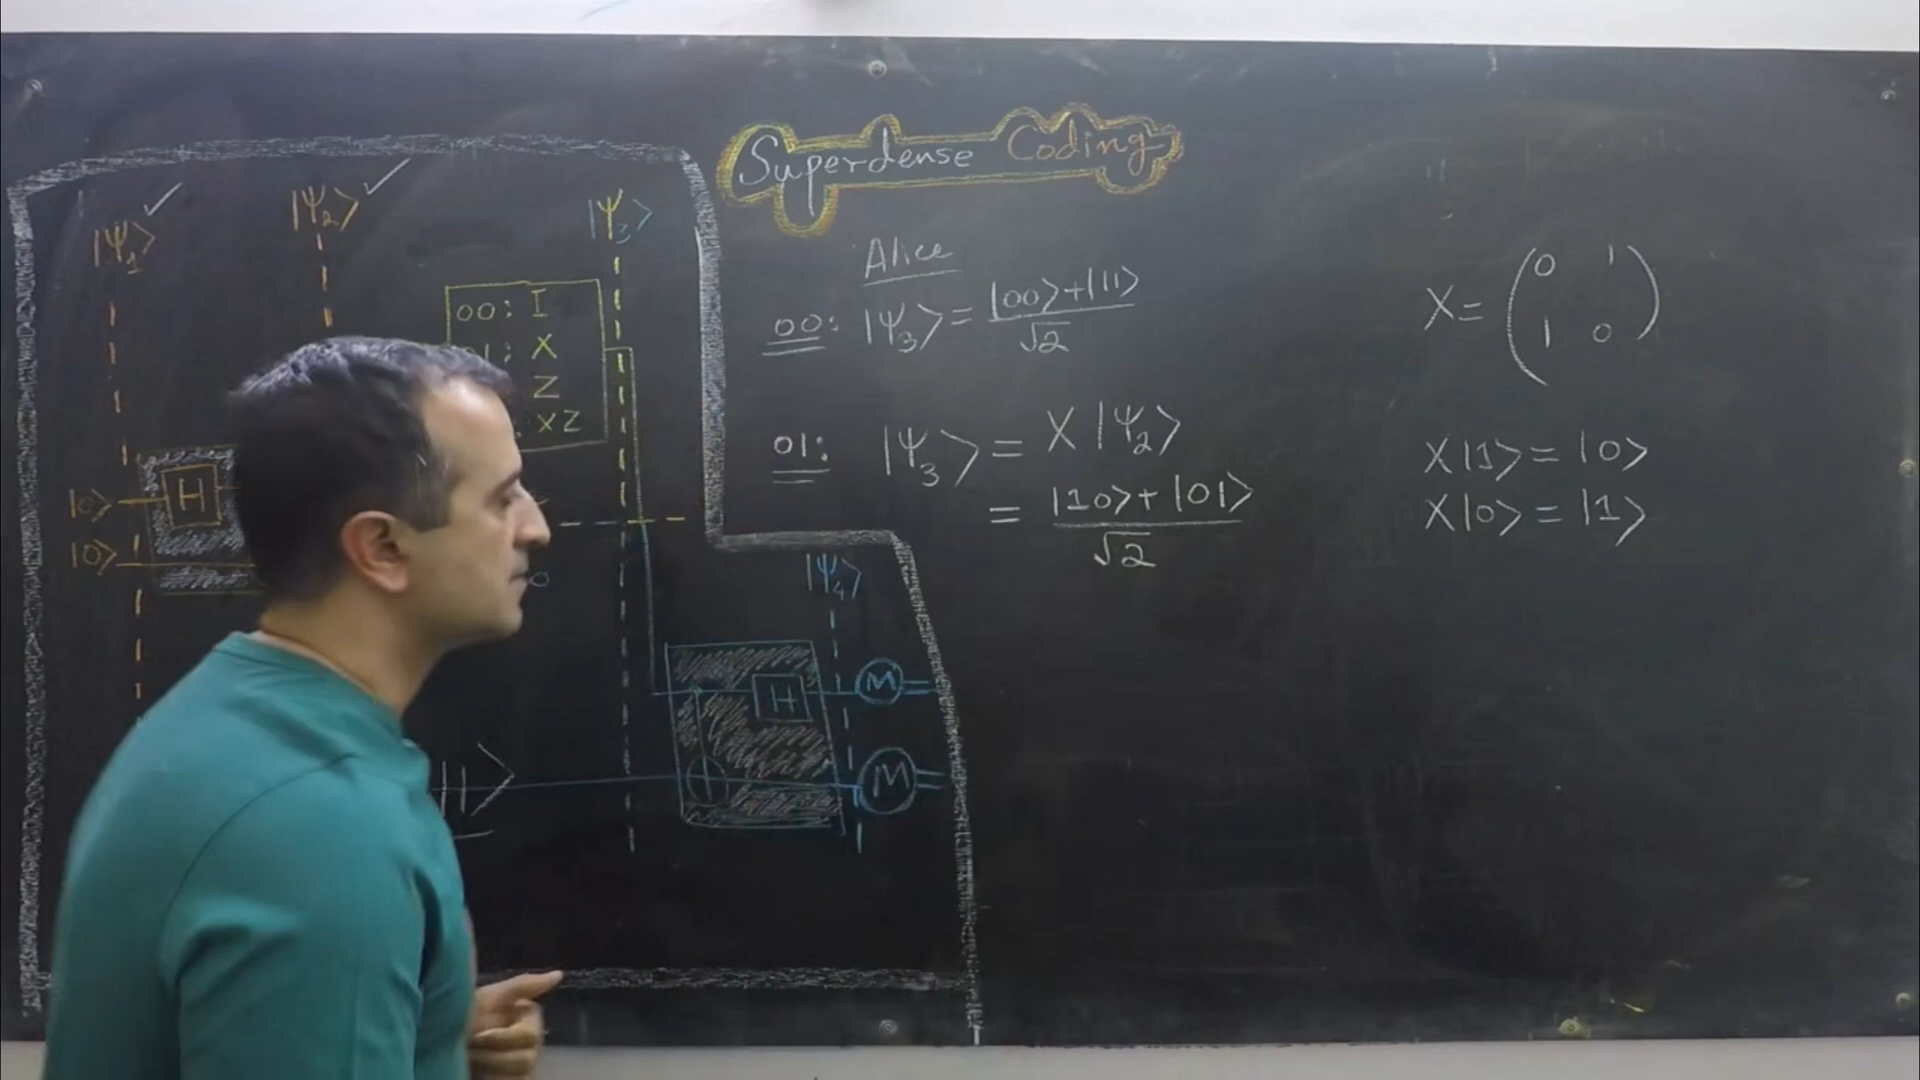 Superdense Coding
|Ψ₁⟩ ✓
|Ψ₂⟩ ✓
|Ψ₃⟩
00: I
01: X
Z
XZ
|0⟩ H
|0⟩
|Ψ₄⟩
H M
M
Alice
00: |Ψ₃⟩ = (|00⟩+|11⟩)/√2
01: |Ψ₃⟩ = X|Ψ₂⟩
= (|10⟩+|01⟩)/√2
X = (0 1
1 0)
X|1⟩ = |0⟩
X|0⟩ = |1⟩